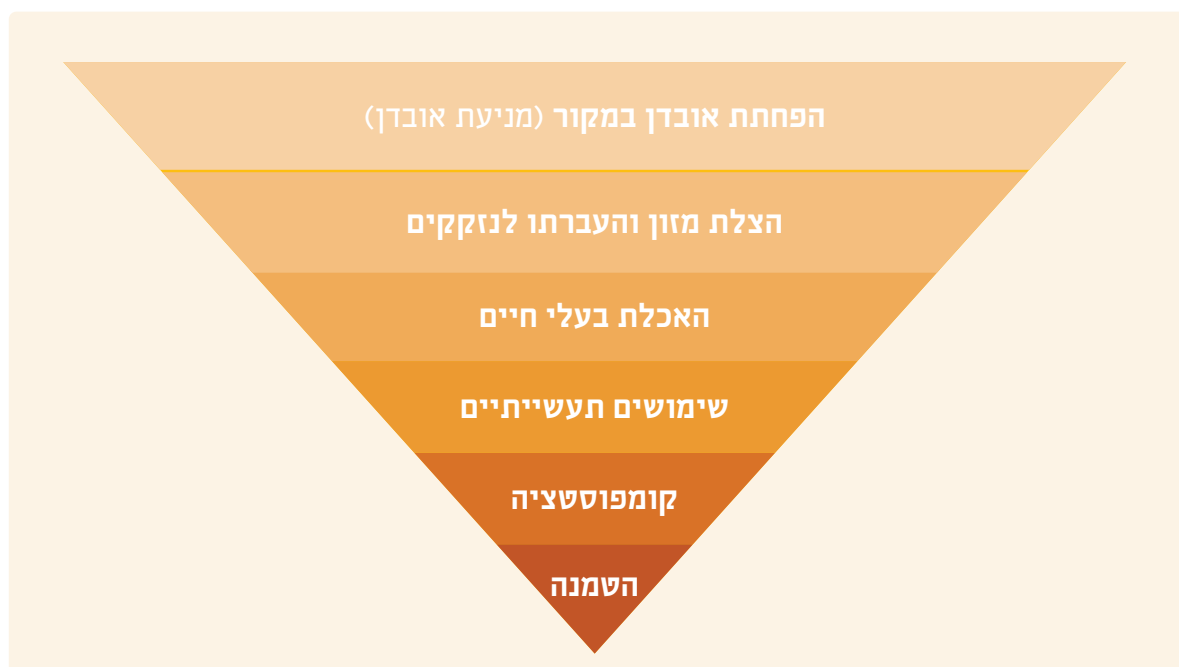 הפחתת אובדן במקור (מניעת אובדן)
הצלת מזון והעברתו לנזקקים
האכלת בעלי חיים
שימושים תעשייתיים
קומפוסטציה
הטמנה